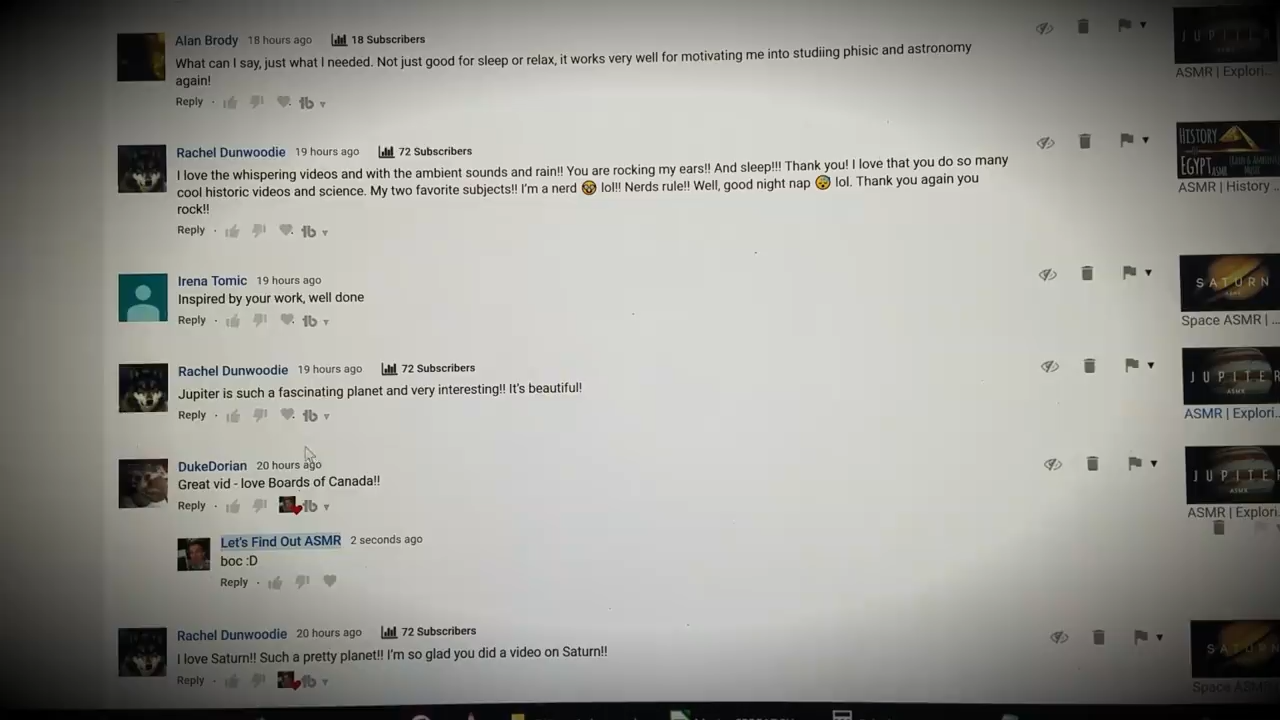 Alan Brody 18 hours ago 18 Subscribers
What can I say, just what I needed. Not just good for sleep or relax, it works very well for motivating me into studiing phisic and astronomy
again!
Reply
JUPITER
ASMR | Explori...
Rachel Dunwoodie 19 hours ago 72 Subscribers
I love the whispering videos and with the ambient sounds and rain!! You are rocking my ears!! And sleep!!! Thank you! I love that you do so many
cool historic videos and science. My two favorite subjects!! I'm a nerd 🤓 lol!! Nerds rule!! Well, good night nap 😴 lol. Thank you again you
rock!!
Reply
HISTORY
EGYPT ASMR
ASMR | History ...
Irena Tomic 19 hours ago
Inspired by your work, well done
Reply
SATURN
ASMR
Space ASMR | ...
Rachel Dunwoodie 19 hours ago 72 Subscribers
Jupiter is such a fascinating planet and very interesting!! It's beautiful!
Reply
JUPITER
ASMR
ASMR | Explori...
DukeDorian 20 hours ago
Great vid - love Boards of Canada!!
Reply
JUPITER
ASMR
ASMR | Explori...
Let's Find Out ASMR 2 seconds ago
boc :D
Reply
Rachel Dunwoodie 20 hours ago 72 Subscribers
I love Saturn!! Such a pretty planet!! I'm so glad you did a video on Saturn!!
Reply
SATURN
Space ASMR